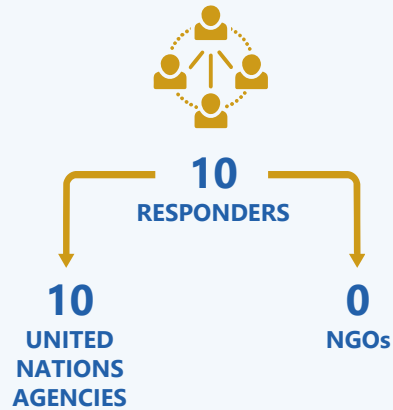 10
RESPONDERS
10
UNITED
NATIONS
AGENCIES
0
NGOs